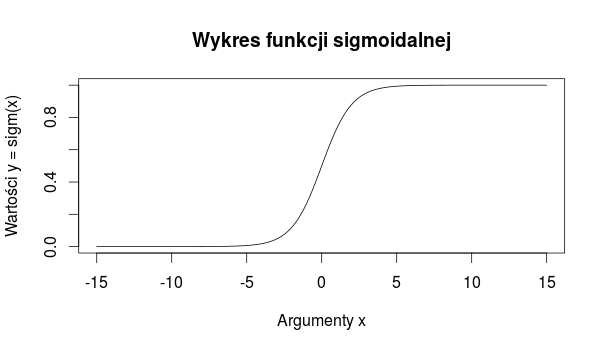 Wykres funkcji sigmoidalnej
Wartości y = sigm(x)
0.8
0.4
0.0
-15 -10 -5 0 5 10 15
Argumenty x